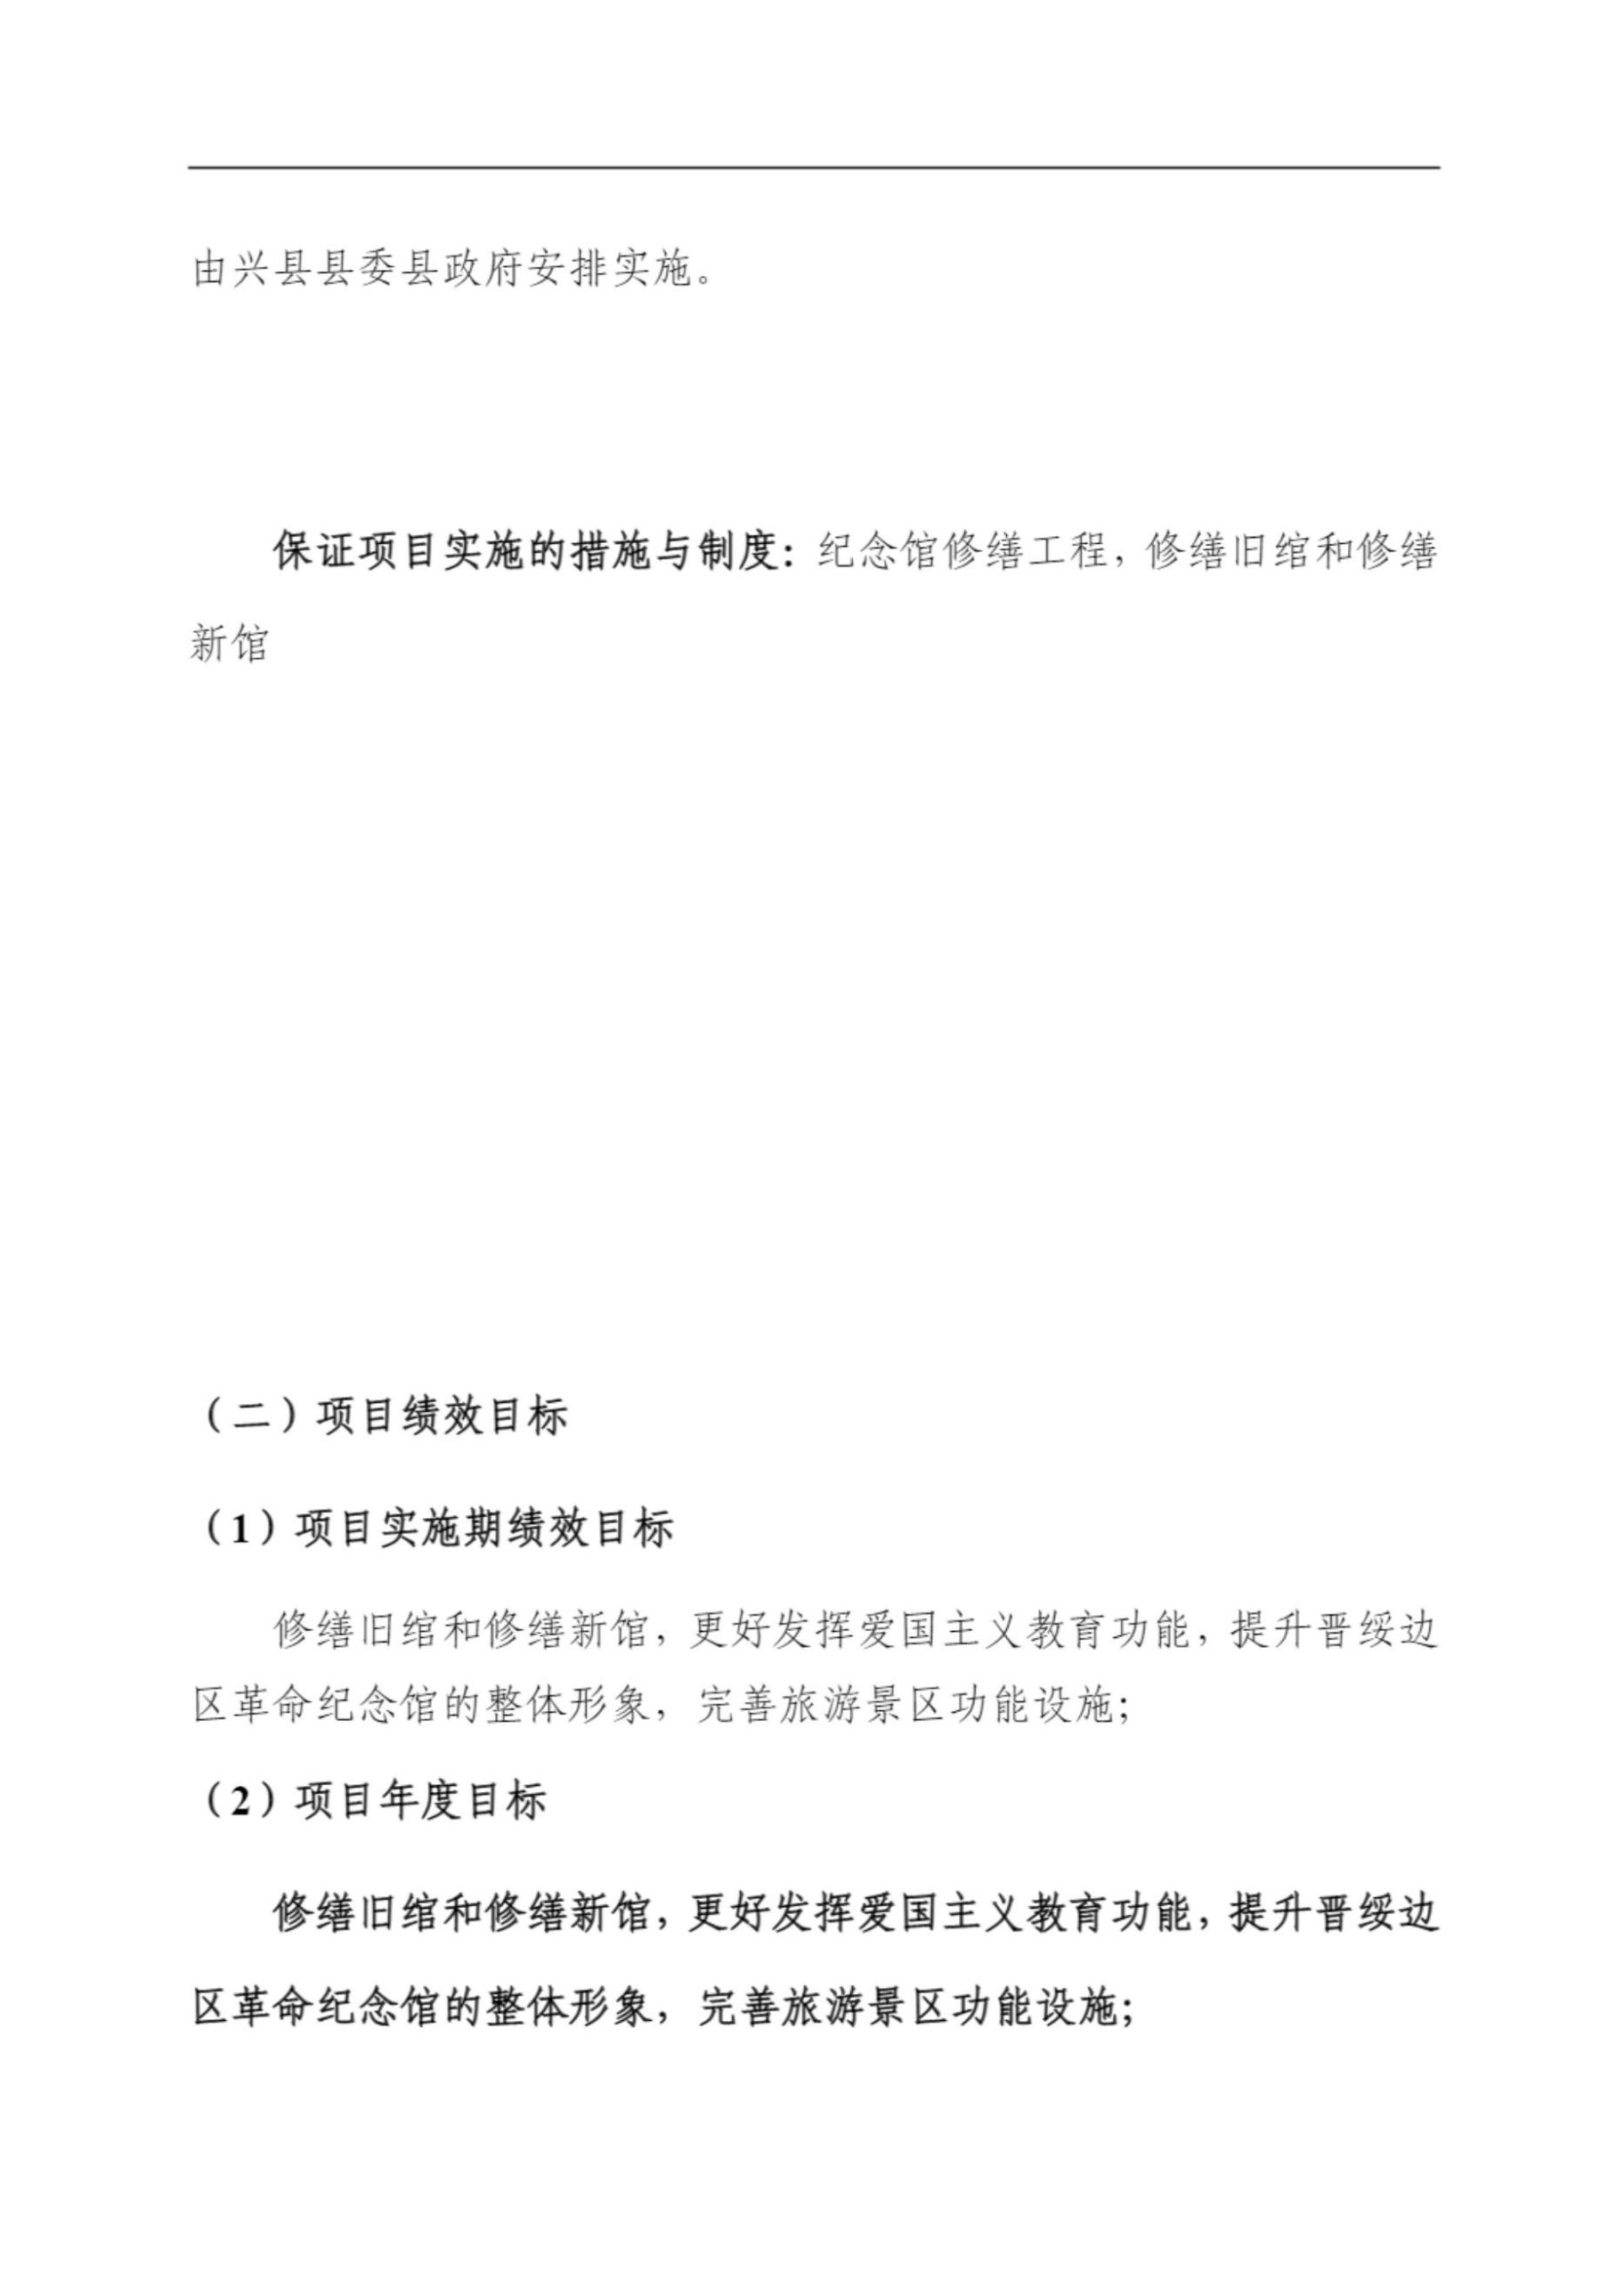 由兴县县委县政府安排实施。
保证项目实施的措施与制度：纪念馆修缮工程，修缮旧绾和修缮
新馆
（二）项目绩效目标
（1）项目实施期绩效目标
修缮旧绾和修缮新馆，更好发挥爱国主义教育功能，提升晋绥边
区革命纪念馆的整体形象，完善旅游景区功能设施；
（2）项目年度目标
修缮旧绾和修缮新馆，更好发挥爱国主义教育功能，提升晋绥边
区革命纪念馆的整体形象，完善旅游景区功能设施；